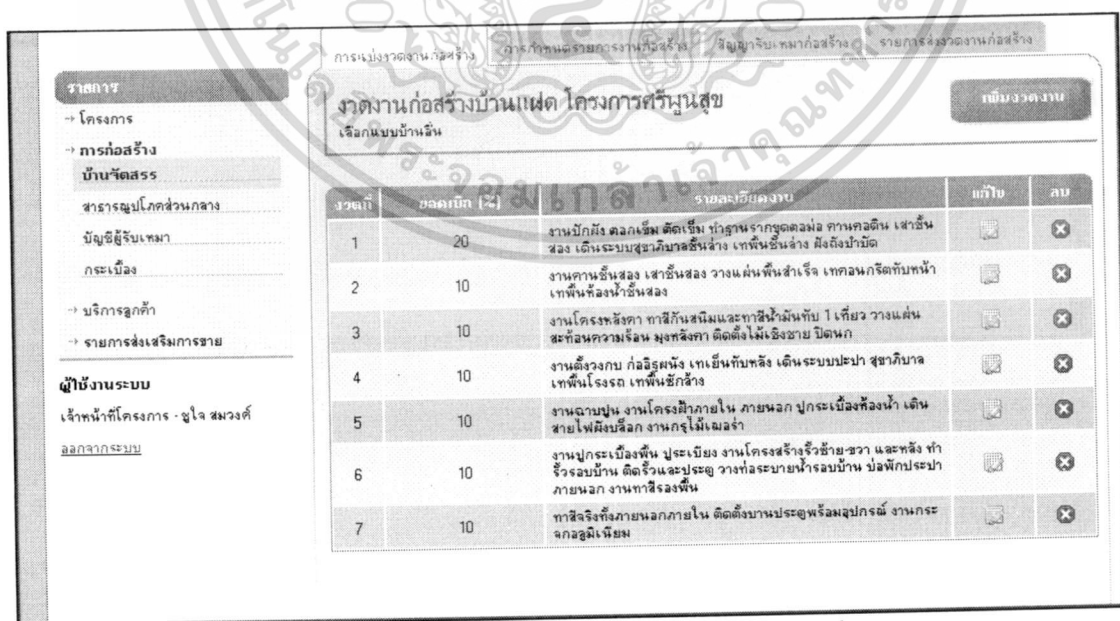 การแบ่งงวดงานก่อสร้าง
การกำหนดรายการงานก่อสร้าง
สัญญารับเหมาก่อสร้าง
รายการส่งงวดงานก่อสร้าง
รายการ
→ โครงการ
→ การก่อสร้าง
บ้านจัดสรร
สาธารณูปโภคส่วนกลาง
บัญชีผู้รับเหมา
กระเบื้อง
→ บริการลูกค้า
→ รายการส่งเสริมการขาย
ผู้ใช้งานระบบ
เจ้าหน้าที่โครงการ - ชูใจ สมวงค์
ออกจากระบบ
งวดงานก่อสร้างบ้านแฝด โครงการศรีพูนสุข
เลือกแบบบ้านอื่น
เพิ่มงวดงาน
งวดที่ ยอดเบิก (%) รายละเอียดงาน แก้ไข ลบ
1 20 งานปักผัง ตอกเข็ม ตัดเข็ม ทำฐานรากขุดตอม่อ คานคอดิน เสาชั้น
สอง เดินระบบสุขาภิบาลชั้นล่าง เทพื้นชั้นล่าง ฝังถังบำบัด
2 10 งานคานชั้นสอง เสาชั้นสอง วางแผ่นพื้นสำเร็จ เทคอนกรีตทับหน้า
เทพื้นห้องน้ำชั้นสอง
3 10 งานโครงหลังคา ทาสีกันสนิมและทาสีน้ำมันทับ 1 เที่ยว วางแผ่น
สะท้อนความร้อน มุงหลังคา ติดตั้งไม้เชิงชาย ปิดนก
4 10 งานตั้งวงกบ ก่ออิฐผนัง เทเอ็นทับหลัง เดินระบบปะปา สุขาภิบาล
เทพื้นโรงรถ เทพื้นซักล้าง
5 10 งานฉาบปูน งานโครงฝ้าภายใน ภายนอก ปูกระเบื้องห้องน้ำ เดิน
สายไฟฝังบล็อก งานกรุไม้เฌอร่า
6 10 งานปูกระเบื้องพื้น ปูระเบียง งานโครงสร้างรั้วซ้าย-ขวา และหลัง ทำ
รั้วรอบบ้าน ติดรั้วและประตู วางท่อระบายน้ำรอบบ้าน บ่อพักประปา
ภายนอก งานทาสีรองพื้น
7 10 ทาสีจริงทั้งภายนอกภายใน ติดตั้งบานประตูพร้อมอุปกรณ์ งานกระ
จกอลูมิเนียม